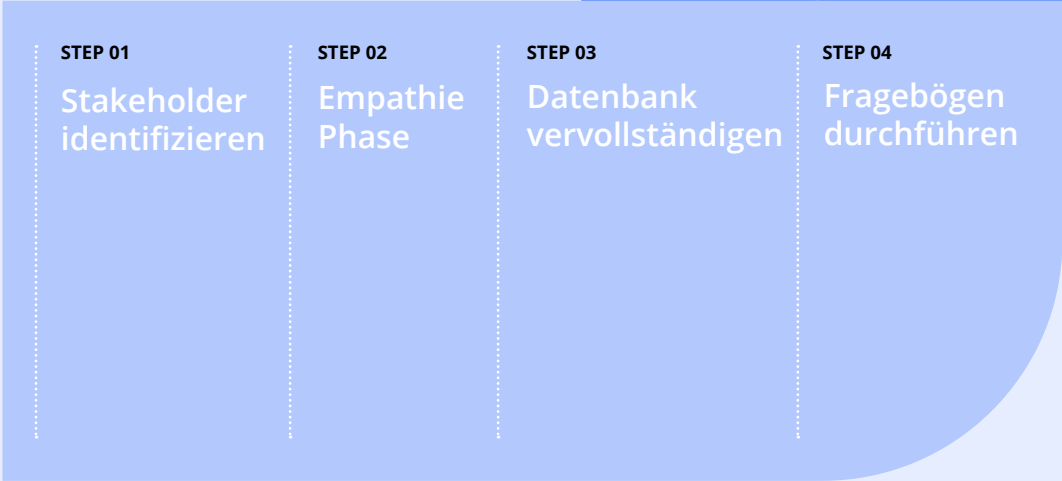 STEP 01
Stakeholder
identifizieren
STEP 02
Empathie
Phase
STEP 03
Datenbank
vervollständigen
STEP 04
Fragebögen
durchführen